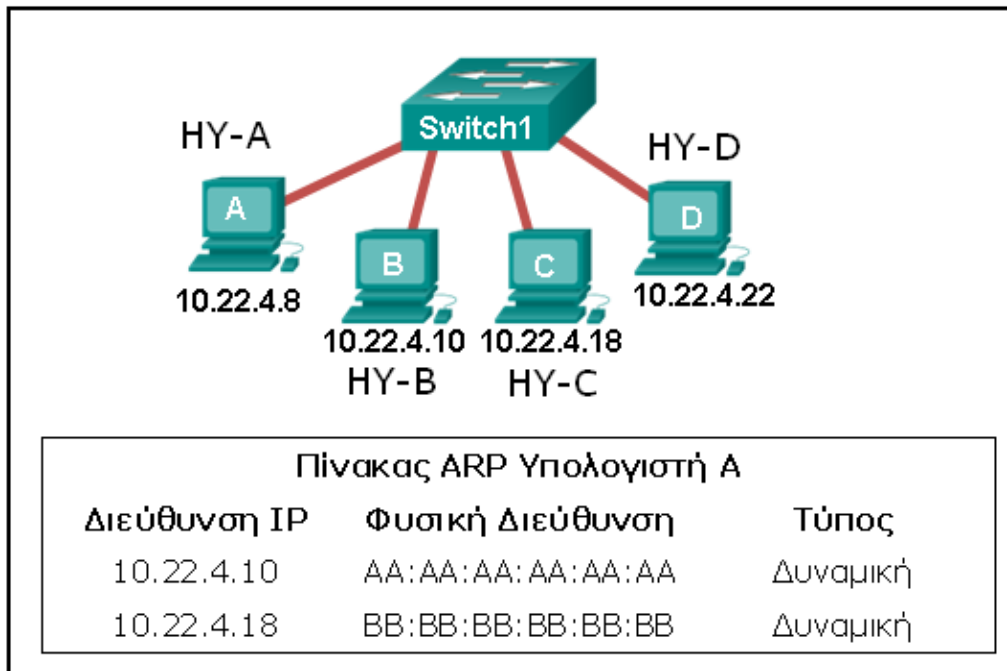 Switch1
HY-A
HY-D
A
D
B
C
10.22.4.8
10.22.4.22
10.22.4.10 10.22.4.18
HY-B HY-C
Πίνακας ARP Υπολογιστή A
Διεύθυνση IP Φυσική Διεύθυνση Τύπος
10.22.4.10 AA:AA:AA:AA:AA:AA Δυναμική
10.22.4.18 BB:BB:BB:BB:BB:BB Δυναμική